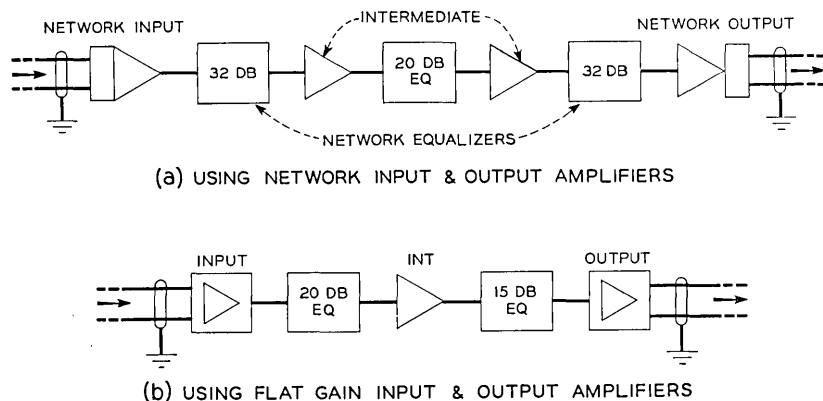 INTERMEDIATE
NETWORK INPUT
NETWORK OUTPUT
32 DB
20 DB
EQ
32 DB
NETWORK EQUALIZERS
(a) USING NETWORK INPUT & OUTPUT AMPLIFIERS
INPUT
INT
OUTPUT
20 DB
EQ
15 DB
EQ
(b) USING FLAT GAIN INPUT & OUTPUT AMPLIFIERS